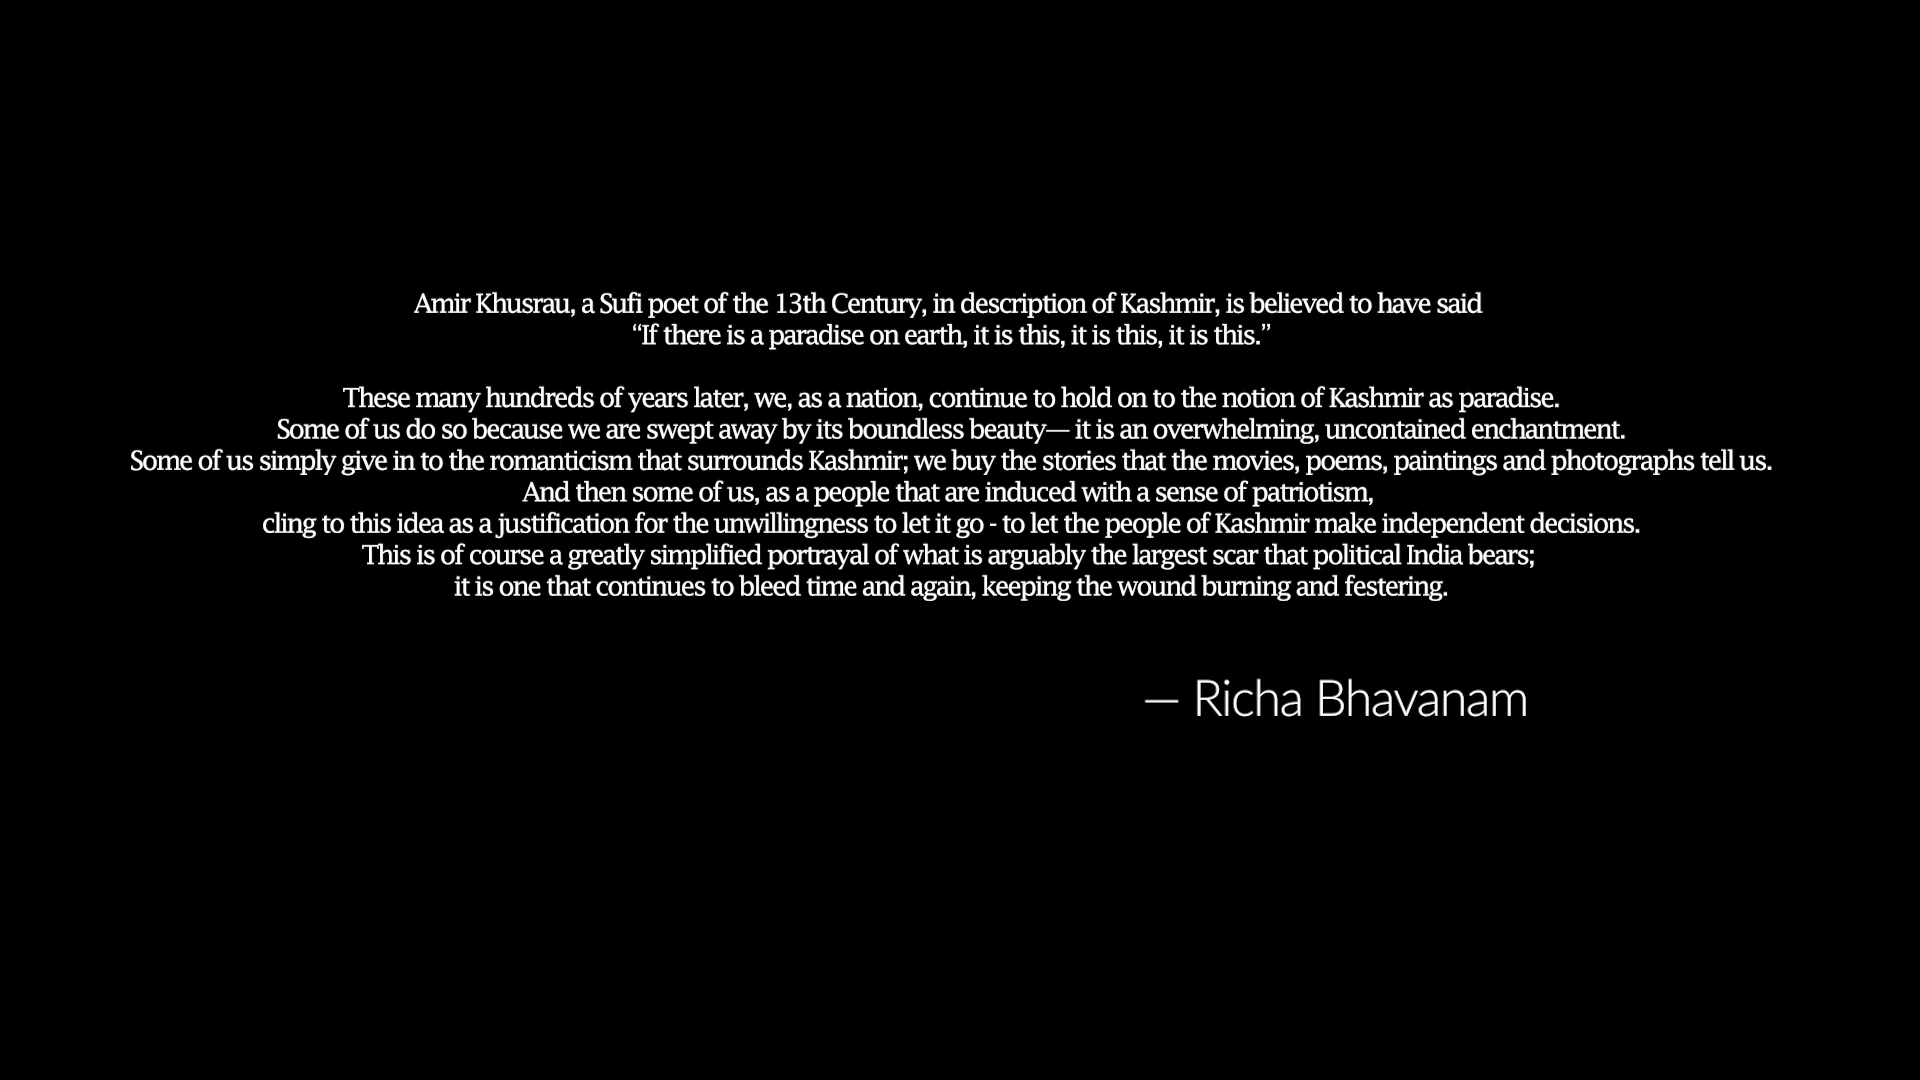 Amir Khusrau, a Sufi poet of the 13th Century, in description of Kashmir, is believed to have said
“If there is a paradise on earth, it is this, it is this, it is this.”
These many hundreds of years later, we, as a nation, continue to hold on to the notion of Kashmir as paradise.
Some of us do so because we are swept away by its boundless beauty— it is an overwhelming, uncontained enchantment.
Some of us simply give in to the romanticism that surrounds Kashmir; we buy the stories that the movies, poems, paintings and photographs tell us.
And then some of us, as a people that are induced with a sense of patriotism,
cling to this idea as a justification for the unwillingness to let it go - to let the people of Kashmir make independent decisions.
This is of course a greatly simplified portrayal of what is arguably the largest scar that political India bears;
it is one that continues to bleed time and again, keeping the wound burning and festering.
— Richa Bhavanam